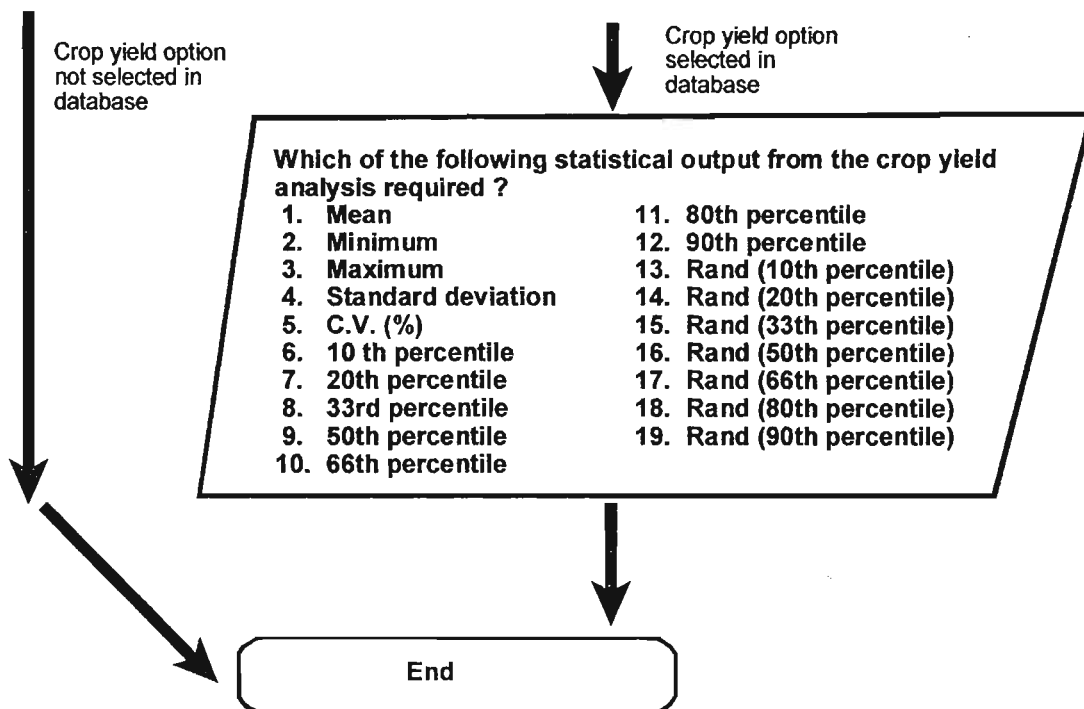 Crop yield option
not selected in
database
Crop yield option
selected in
database
Which of the following statistical output from the crop yield
analysis required ?
1. Mean
2. Minimum
3. Maximum
4. Standard deviation
5. C.V. (%)
6. 10 th percentile
7. 20th percentile
8. 33rd percentile
9. 50th percentile
10. 66th percentile
11. 80th percentile
12. 90th percentile
13. Rand (10th percentile)
14. Rand (20th percentile)
15. Rand (33th percentile)
16. Rand (50th percentile)
17. Rand (66th percentile)
18. Rand (80th percentile)
19. Rand (90th percentile)
End